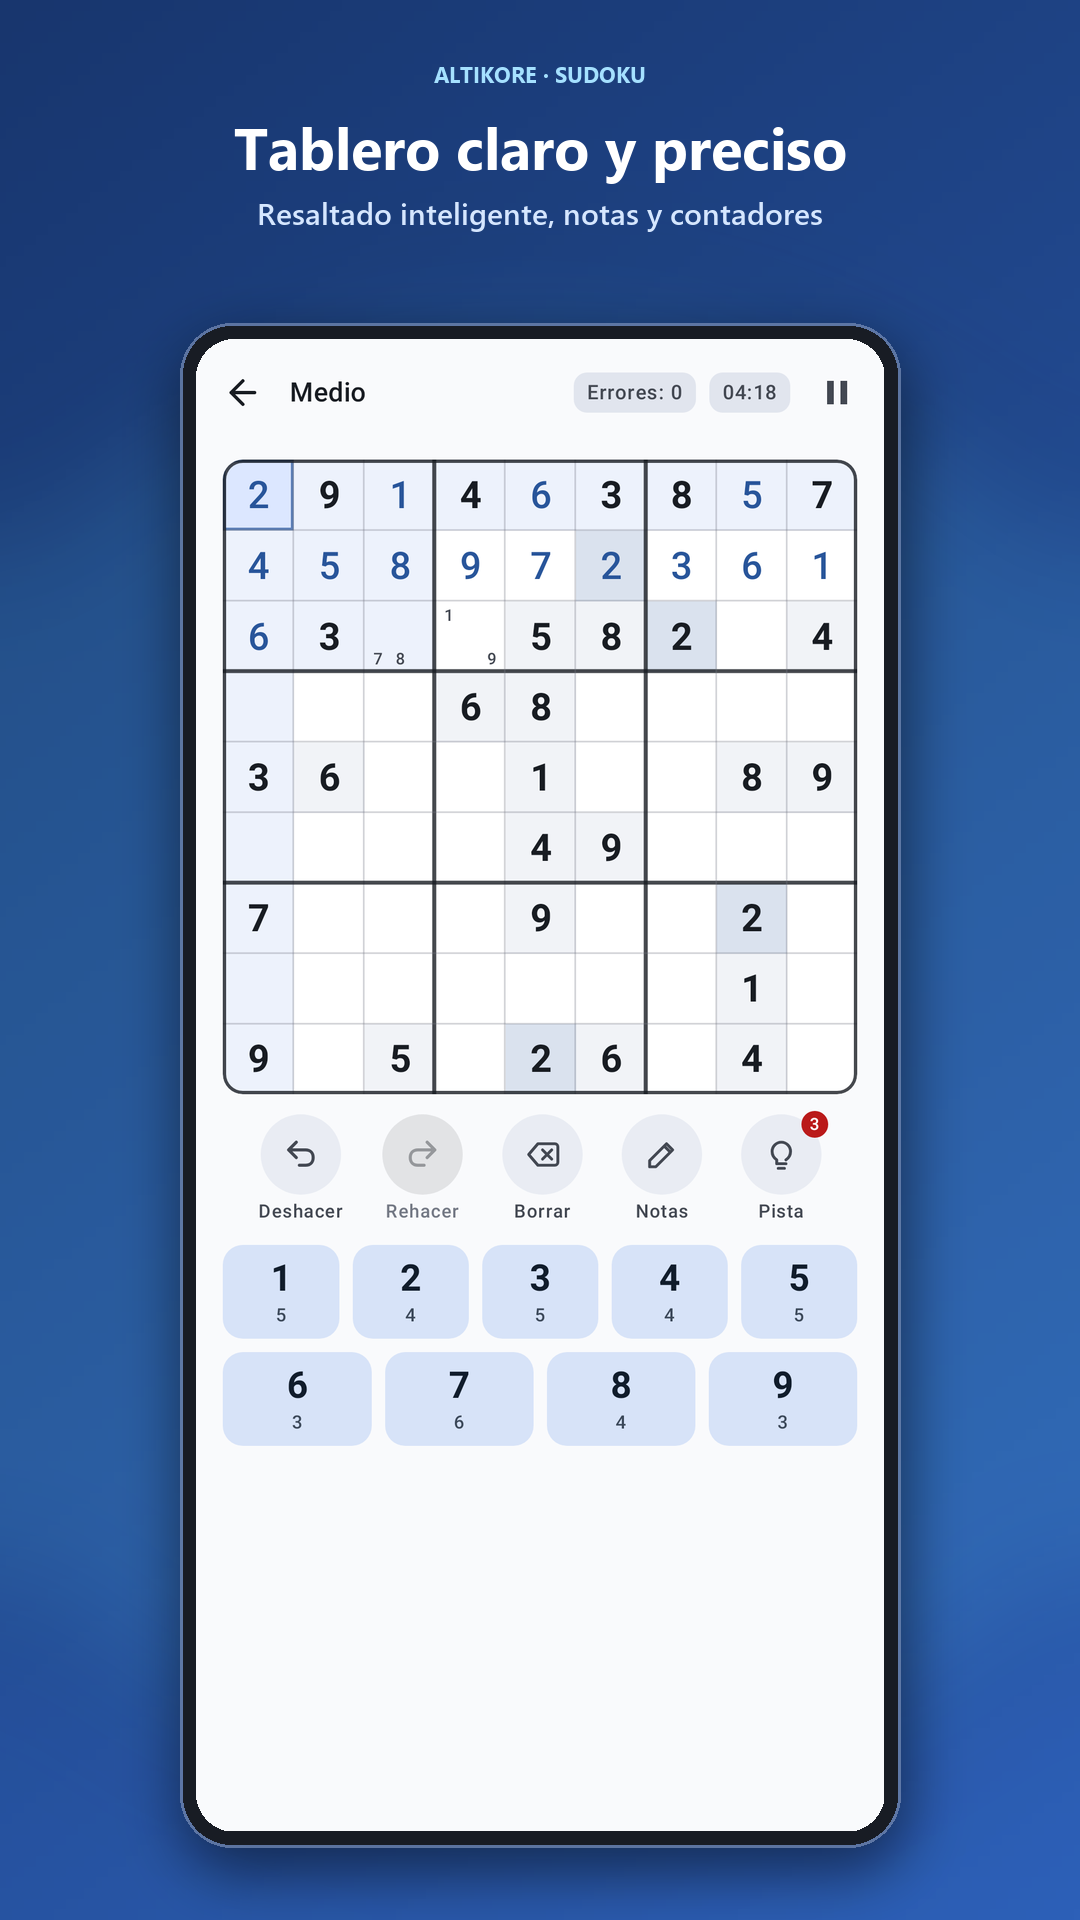 ALTIKORE · SUDOKU
Tablero claro y preciso
Resaltado inteligente, notas y contadores
Medio
Errores: 0
04:18
2 9 1 4 6 3 8 5 7
4 5 8 9 7 2 3 6 1
6 3 7 8 1 9 5 8 2 4
6 8
3 6 1 8 9
4 9
7 9 2
1
9 5 2 6 4
3
Deshacer Rehacer Borrar Notas Pista
1 2 3 4 5
5 4 5 4 5
6 7 8 9
3 6 4 3